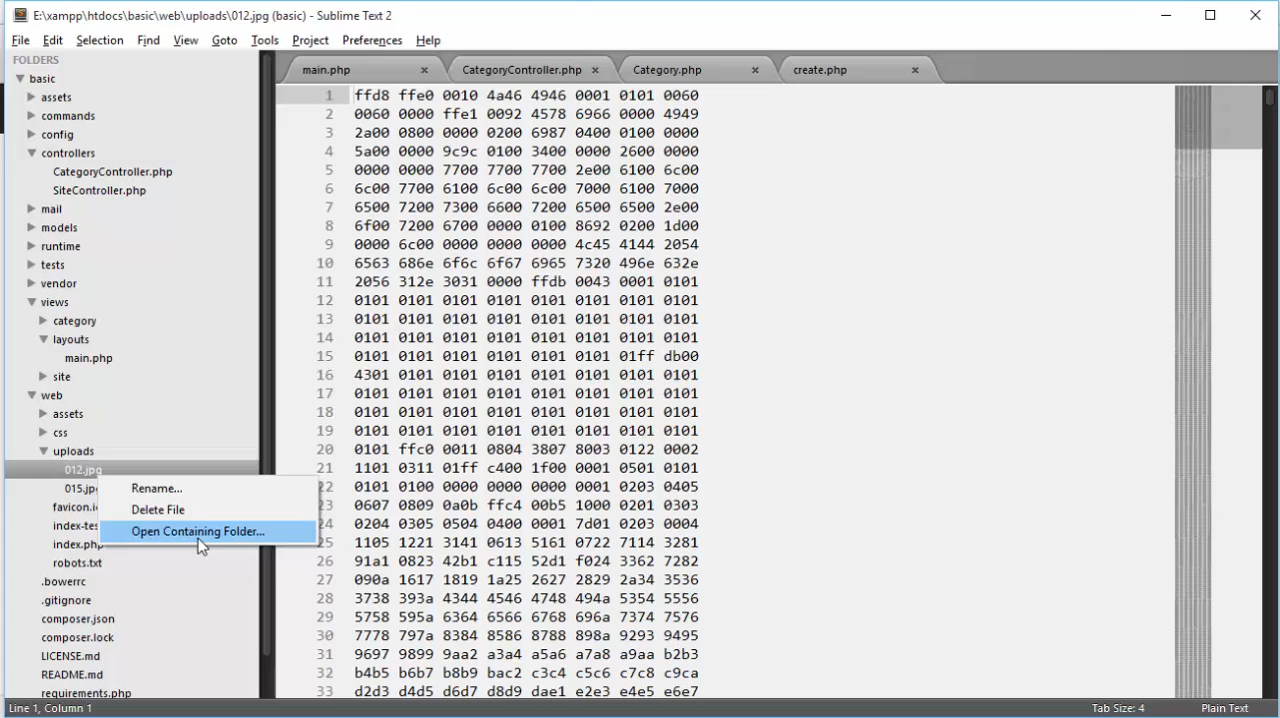 E:\xampp\htdocs\basic\web\uploads\012.jpg (basic) - Sublime Text 2
File Edit Selection Find View Goto Tools Project Preferences Help
FOLDERS
basic
assets
commands
config
controllers
CategoryController.php
SiteController.php
mail
models
runtime
tests
vendor
views
category
layouts
main.php
site
web
assets
css
uploads
012.jpg
015.jp
favicon.i
index-tes
index.php
robots.txt
.bowerrc
.gitignore
composer.json
composer.lock
LICENSE.md
README.md
requirements.php
Rename...
Delete File
Open Containing Folder...
main.php CategoryController.php Category.php create.php
1 ffd8 ffe0 0010 4a46 4946 0001 0101 0060
2 0060 0000 ffe1 0092 4578 6966 0000 4949
3 2a00 0800 0000 0200 6987 0400 0100 0000
4 5a00 0000 9c9c 0100 3400 0000 2600 0000
5 0000 0000 7700 7700 7700 2e00 6100 6c00
6 6c00 7700 6100 6c00 6c00 7000 6100 7000
7 6500 7200 7300 6600 7200 6500 6500 2e00
8 6f00 7200 6700 0000 0100 8692 0200 1d00
9 0000 6c00 0000 0000 0000 4c45 4144 2054
10 6563 686e 6f6c 6f67 6965 7320 496e 632e
11 2056 312e 3031 0000 ffdb 0043 0001 0101
12 0101 0101 0101 0101 0101 0101 0101 0101
13 0101 0101 0101 0101 0101 0101 0101 0101
14 0101 0101 0101 0101 0101 0101 0101 0101
15 0101 0101 0101 0101 0101 0101 01ff db00
16 4301 0101 0101 0101 0101 0101 0101 0101
17 0101 0101 0101 0101 0101 0101 0101 0101
18 0101 0101 0101 0101 0101 0101 0101 0101
19 0101 0101 0101 0101 0101 0101 0101 0101
20 0101 ffc0 0011 0804 3807 8003 0122 0002
21 1101 0311 01ff c400 1f00 0001 0501 0101
22 0101 0100 0000 0000 0000 0001 0203 0405
23 0607 0809 0a0b ffc4 00b5 1000 0201 0303
24 0204 0305 0504 0400 0001 7d01 0203 0004
25 1105 1221 3141 0613 5161 0722 7114 3281
26 91a1 0823 42b1 c115 52d1 f024 3362 7282
27 090a 1617 1819 1a25 2627 2829 2a34 3536
28 3738 393a 4344 4546 4748 494a 5354 5556
29 5758 595a 6364 6566 6768 696a 7374 7576
30 7778 797a 8384 8586 8788 898a 9293 9495
31 9697 9899 9aa2 a3a4 a5a6 a7a8 a9aa b2b3
32 b4b5 b6b7 b8b9 bac2 c3c4 c5c6 c7c8 c9ca
33 d2d3 d4d5 d6d7 d8d9 dae1 e2e3 e4e5 e6e7
Line 1, Column 1 Tab Size: 4 Plain Text